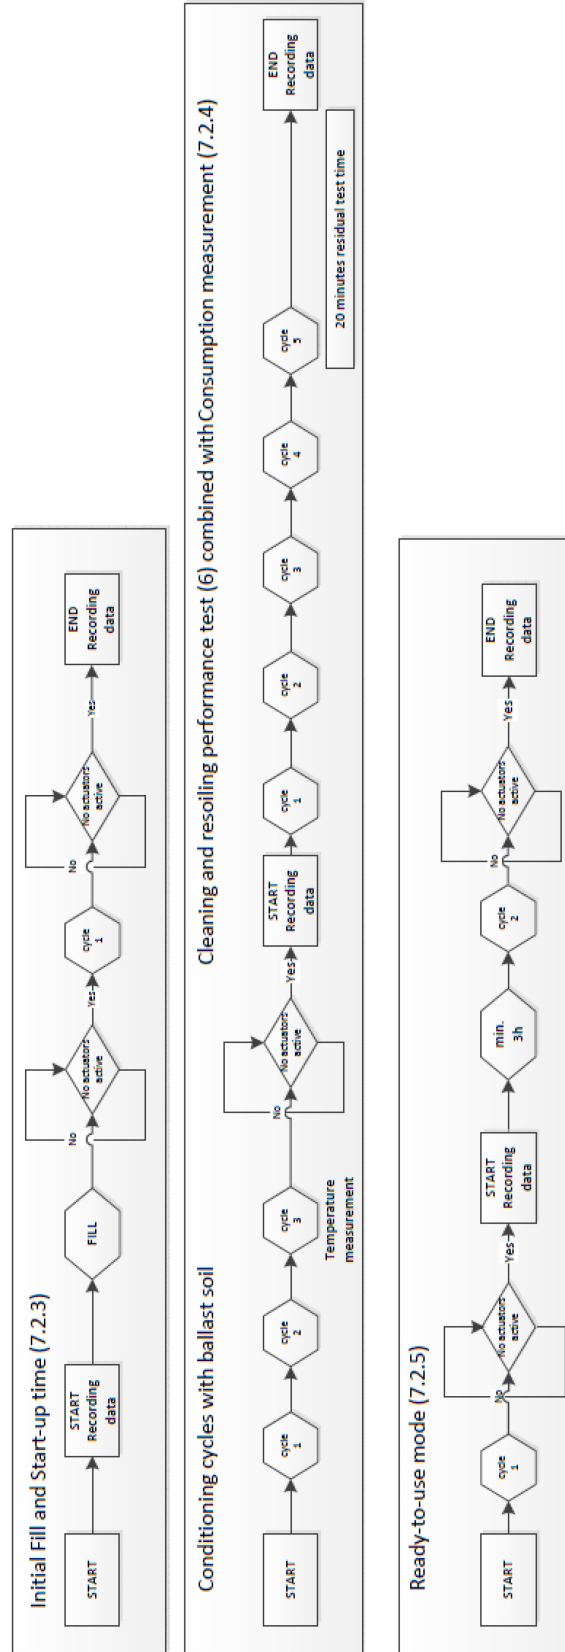 Initial Fill and Start-up time (7.2.3)
START
START
Recording
data
FILL
No
No actuators
active
Yes
cycle
1
No
No actuators
active
Yes
END
Recording
data
Conditioning cycles with ballast soil
Cleaning and resoiling performance test (6) combined withConsumption measurement (7.2.4)
START
cycle
1
cycle
2
cycle
3
Temperature
measurement
No
No actuators
active
Yes
START
Recording
data
cycle
1
cycle
2
cycle
3
cycle
4
cycle
5
20 minutes residual test time
END
Recording
data
Ready-to-use mode (7.2.5)
START
cycle
1
No
No actuators
active
Yes
START
Recording
data
min.
3h
cycle
2
No
No actuators
active
Yes
END
Recording
data